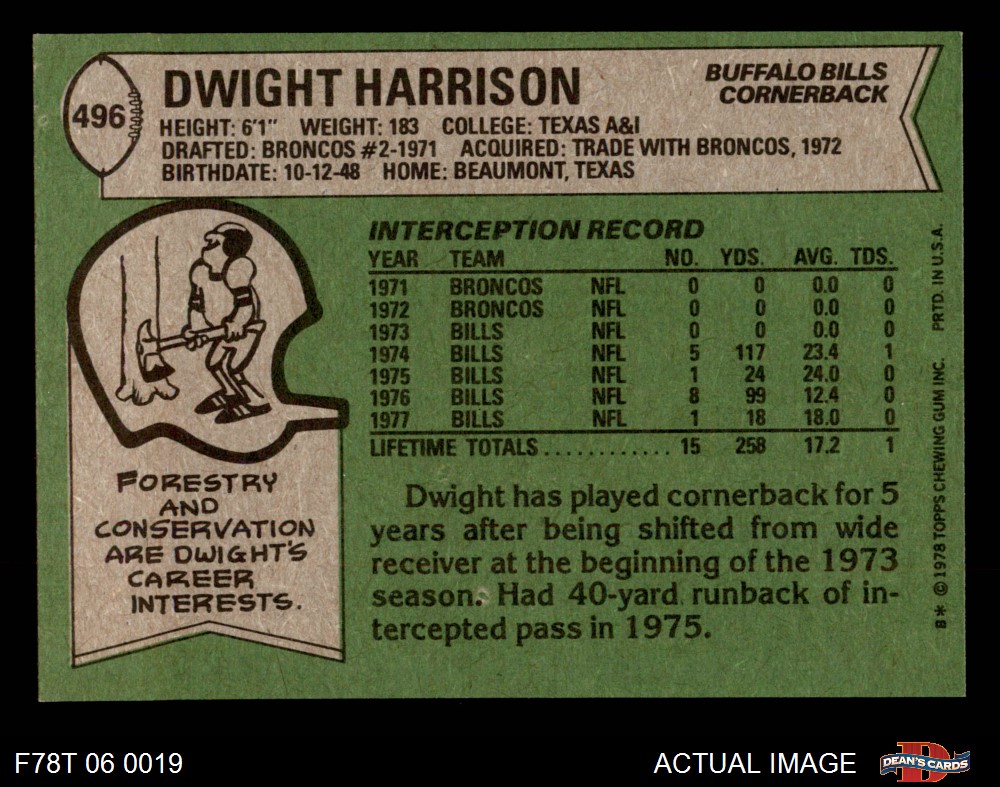 496
DWIGHT HARRISON
BUFFALO BILLS
CORNERBACK
HEIGHT: 6'1" WEIGHT: 183 COLLEGE: TEXAS A&I
DRAFTED: BRONCOS #2-1971 ACQUIRED: TRADE WITH BRONCOS, 1972
BIRTHDATE: 10-12-48 HOME: BEAUMONT, TEXAS
INTERCEPTION RECORD
YEAR TEAM NO. YDS. AVG. TDS.
1971 BRONCOS NFL 0 0 0.0 0
1972 BRONCOS NFL 0 0 0.0 0
1973 BILLS NFL 0 0 0.0 0
1974 BILLS NFL 5 117 23.4 1
1975 BILLS NFL 1 24 24.0 0
1976 BILLS NFL 8 99 12.4 0
1977 BILLS NFL 1 18 18.0 0
LIFETIME TOTALS............ 15 258 17.2 1
FORESTRY
AND
CONSERVATION
ARE DWIGHT'S
CAREER
INTERESTS.
Dwight has played cornerback for 5
years after being shifted from wide
receiver at the beginning of the 1973
season. Had 40-yard runback of in-
tercepted pass in 1975.
B* © 1978 TOPPS CHEWING GUM INC. PRTD. IN U.S.A.
F78T 06 0019
ACTUAL IMAGE
D
DEAN'S CARDS